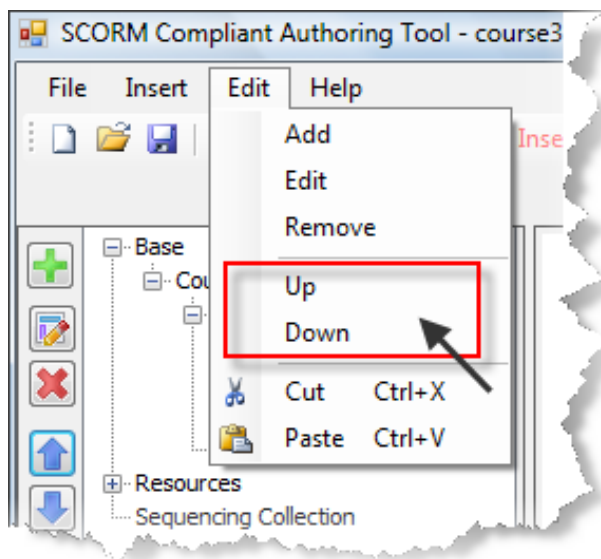 SCORM Compliant Authoring Tool - course3
File Insert Edit Help
Add
Edit
Remove
Up
Down
Cut Ctrl+X
Paste Ctrl+V
Base
Resources
Sequencing Collection